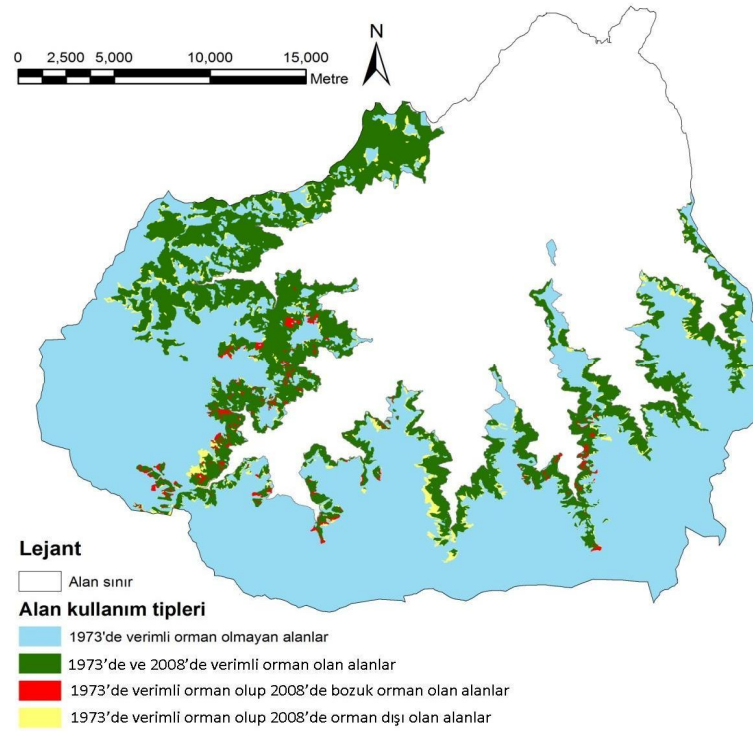 N
0 2,500 5,000 10,000 15,000
Metre
Lejant
Alan sınır
Alan kullanım tipleri
1973'de verimli orman olmayan alanlar
1973'de ve 2008'de verimli orman olan alanlar
1973'de verimli orman olup 2008'de bozuk orman olan alanlar
1973'de verimli orman olup 2008'de orman dışı olan alanlar